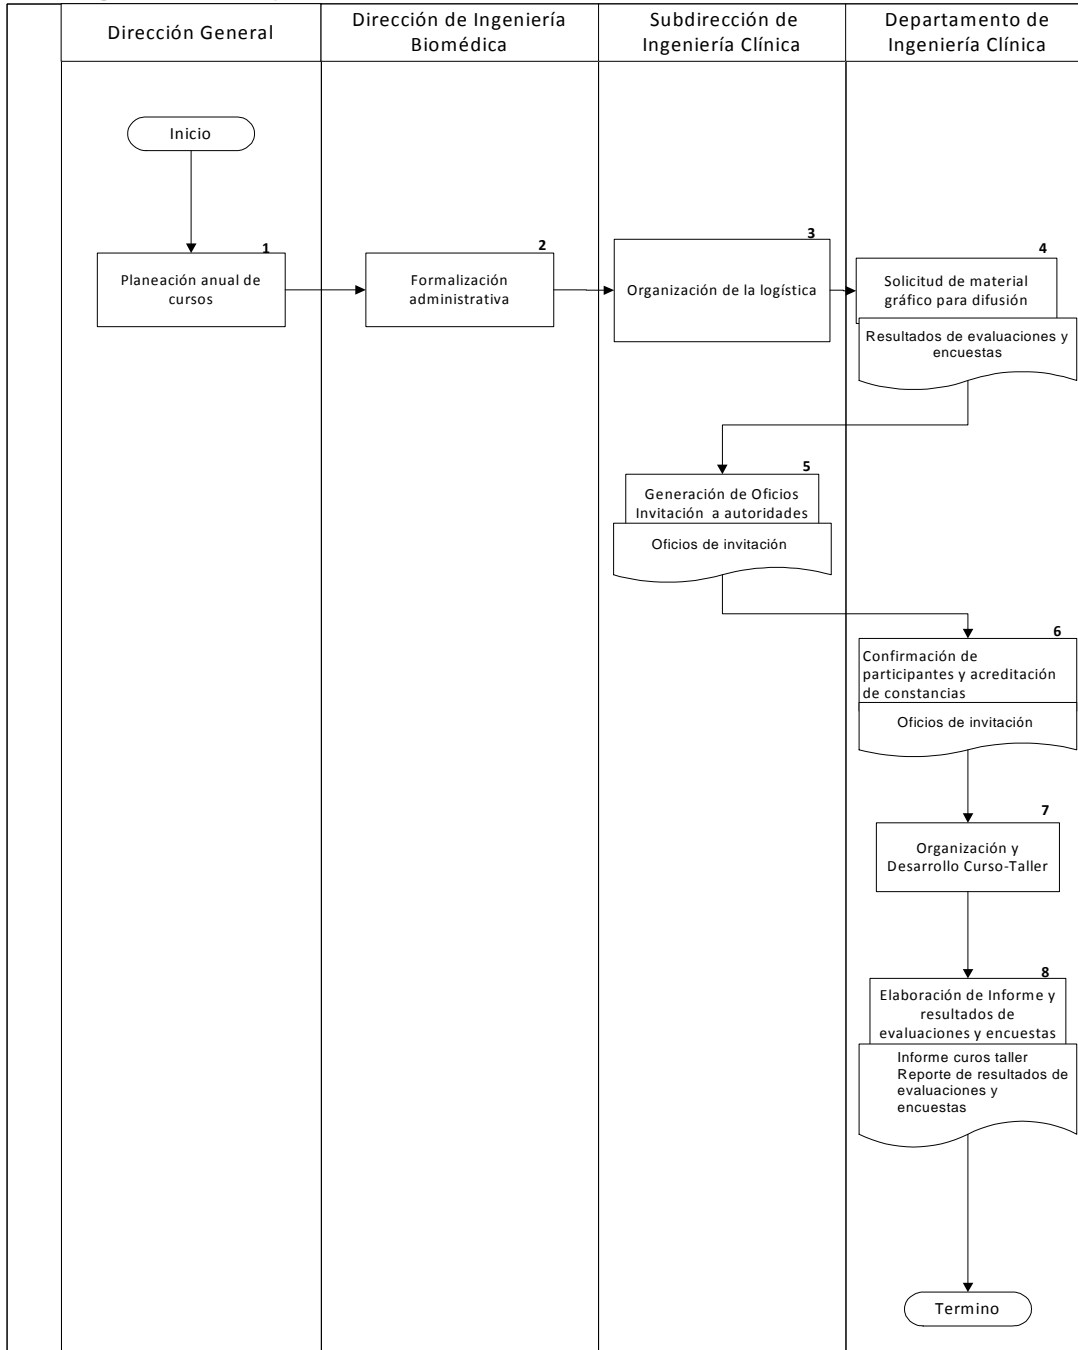 Dirección General
Dirección de Ingeniería
Biomédica
Subdirección de
Ingeniería Clínica
Departamento de
Ingeniería Clínica
Inicio
1
Planeación anual de
cursos
2
Formalización
administrativa
3
Organización de la logística
4
Solicitud de material
gráfico para difusión
Resultados de evaluaciones y
encuestas
5
Generación de Oficios
Invitación a autoridades
Oficios de invitación
6
Confirmación de
participantes y acreditación
de constancias
Oficios de invitación
7
Organización y
Desarrollo Curso-Taller
8
Elaboración de Informe y
resultados de
evaluaciones y encuestas
Informe curos taller
Reporte de resultados de
evaluaciones y
encuestas
Termino